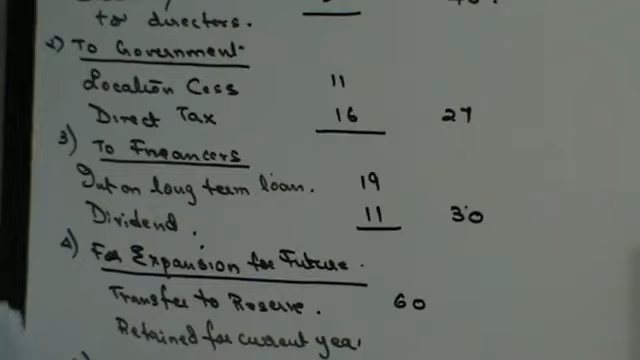 to directors.
2) To Government
Location Cess 11
Direct Tax 16 27
3) To Finančers
Int on long term loan. 19
Dividend. 11 30
4) For Expansion for Future.
Transfer to Reserve. 60
Retained for current year